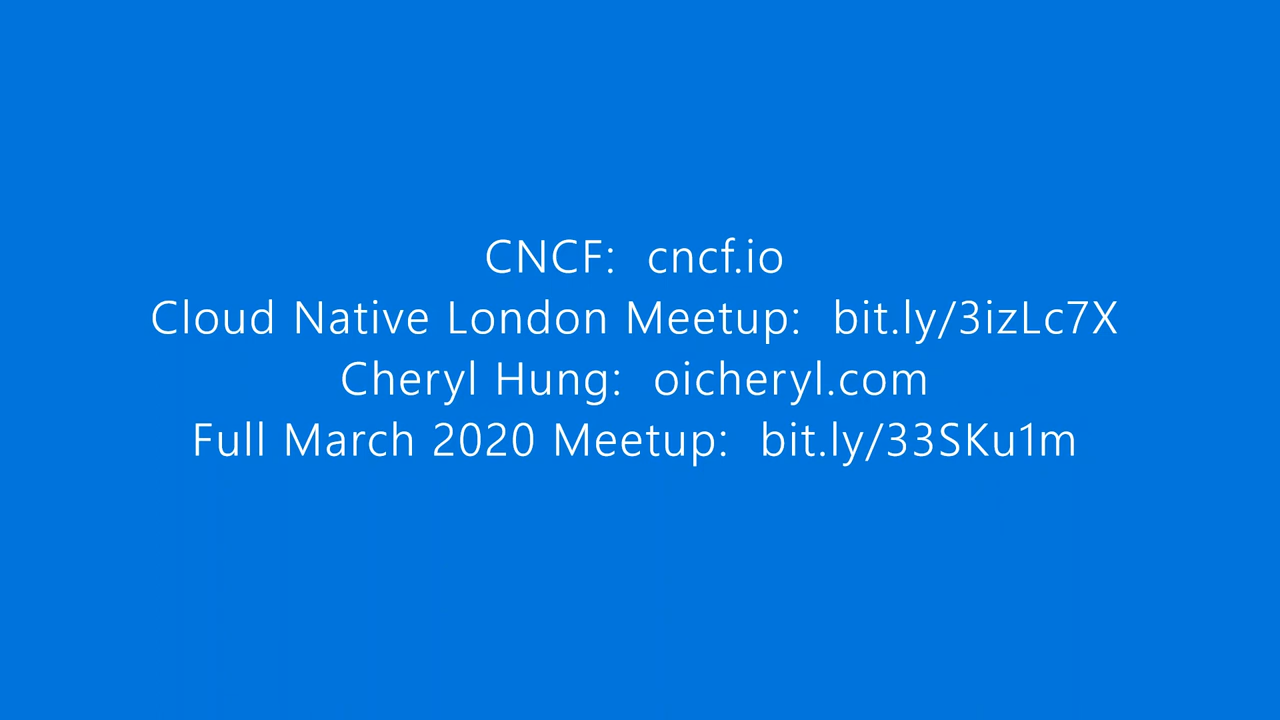 CNCF:  cncf.io
Cloud Native London Meetup:  bit.ly/3izLc7X
Cheryl Hung:  oicheryl.com
Full March 2020 Meetup:  bit.ly/33SKu1m